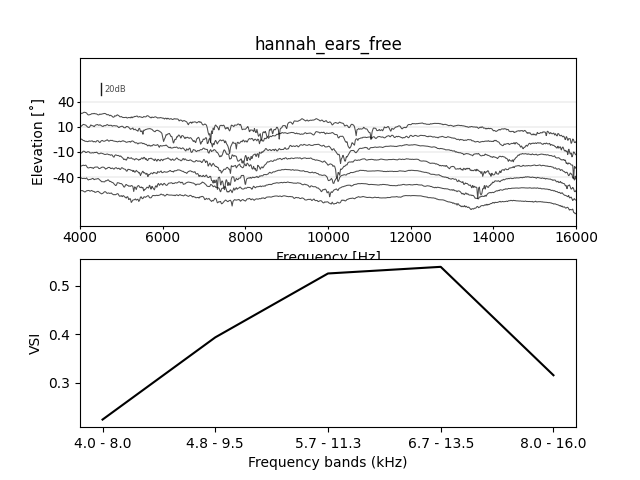 hannah_ears_free
20dB
Elevation [˚]
40
10
-10
-40
4000 6000 8000 10000 12000 14000 16000
Frequency [Hz]
VSI
0.5
0.4
0.3
4.0 - 8.0 4.8 - 9.5 5.7 - 11.3 6.7 - 13.5 8.0 - 16.0
Frequency bands (kHz)